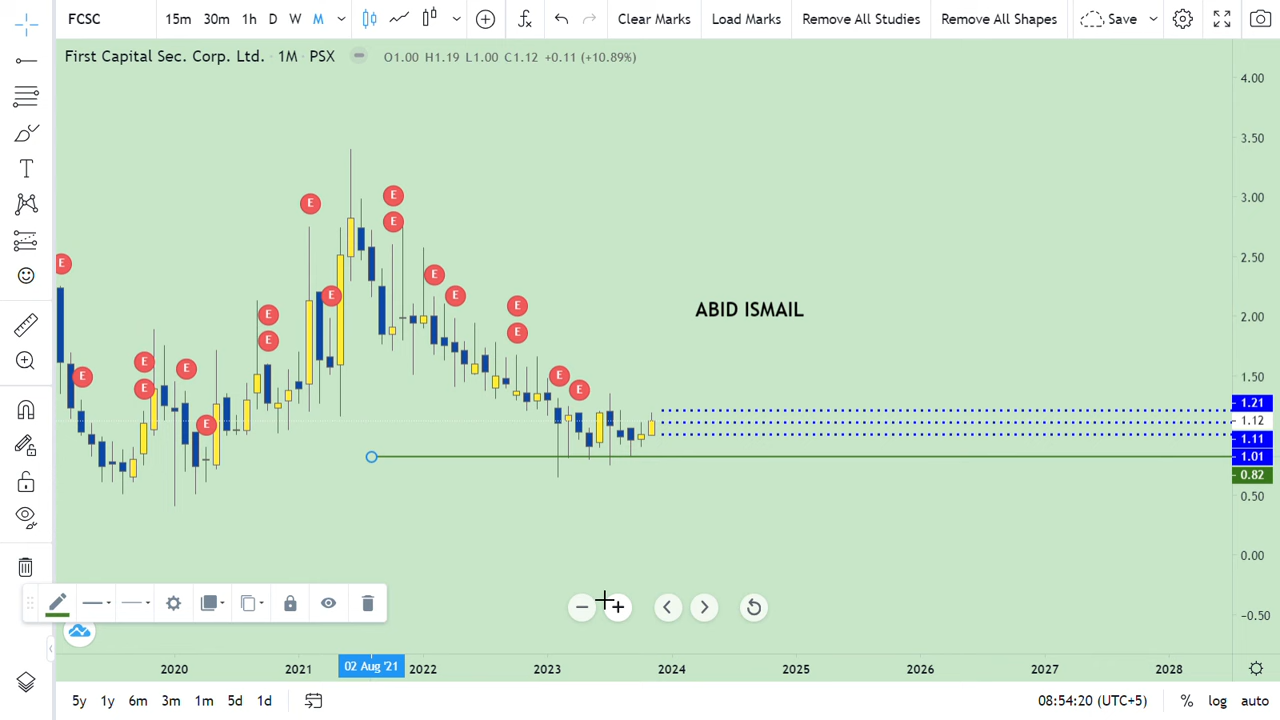 FCSC 15m 30m 1h D W M Clear Marks Load Marks Remove All Studies Remove All Shapes Save
First Capital Sec. Corp. Ltd. 1M PSX O1.00 H1.19 L1.00 C1.12 +0.11 (+10.89%)
4.00
3.50
E E 3.00
E
E 2.50
E
E E
E E 2.00
E E
ABID ISMAIL
E E E E 1.50
E E E
1.21
E 1.12
1.11
1.01
0.82
0.50
0.00
−0.50
2020 2021 02 Aug '21 2022 2023 2024 2025 2026 2027 2028
5y 1y 6m 3m 1m 5d 1d 08:54:20 (UTC+5) % log auto